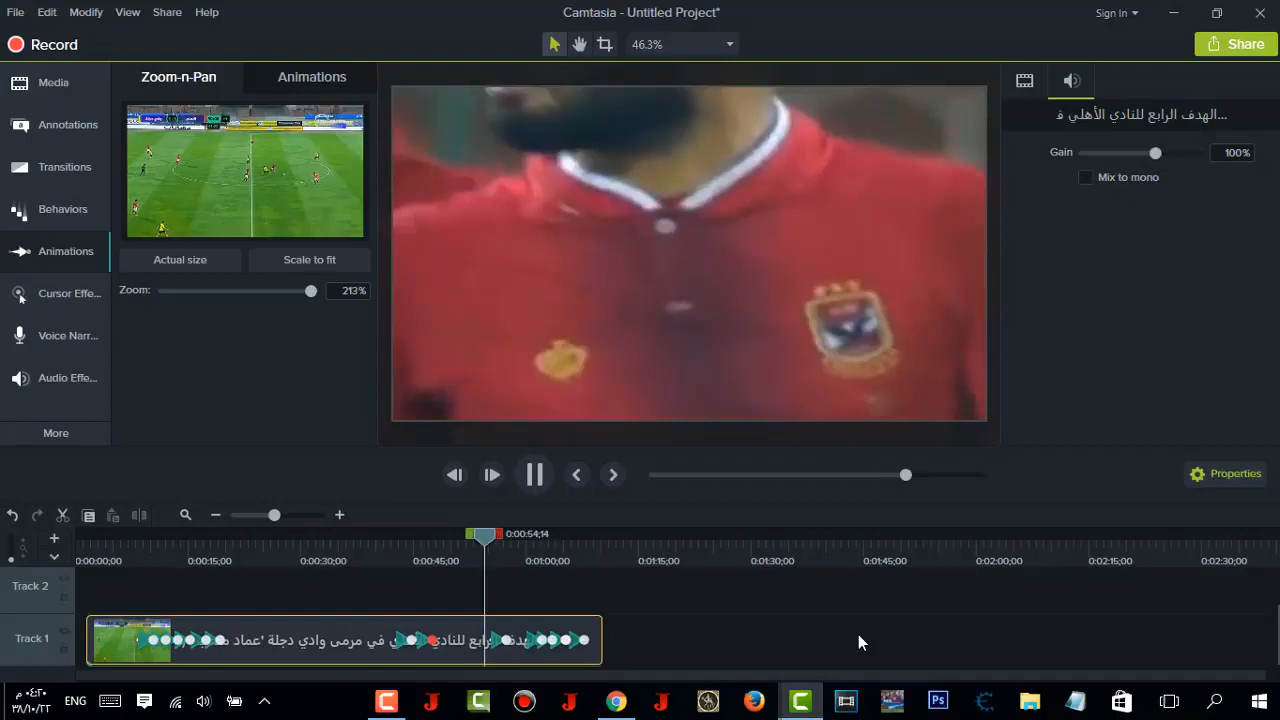 File Edit Modify View Share Help
Camtasia - Untitled Project*
Sign In
Record
46.3%
Share
Media
Annotations
Transitions
Behaviors
Animations
Cursor Effe...
Voice Narr...
Audio Effe...
More
Zoom-n-Pan
Animations
Actual size
Scale to fit
Zoom:
213%
الهدف الرابع للنادي الأهلي ف...
Gain
100%
Mix to mono
Properties
0:00:54;14
0:00:00;00 0:00:15;00 0:00:30;00 0:00:45;00 0:01:00;00 0:01:15;00 0:01:30;00 0:01:45;00 0:02:00;00 0:02:15;00 0:02:30;00
Track 2
Track 1
الرابع للنادي في مرمى وادي دجلة "عماد
ENG